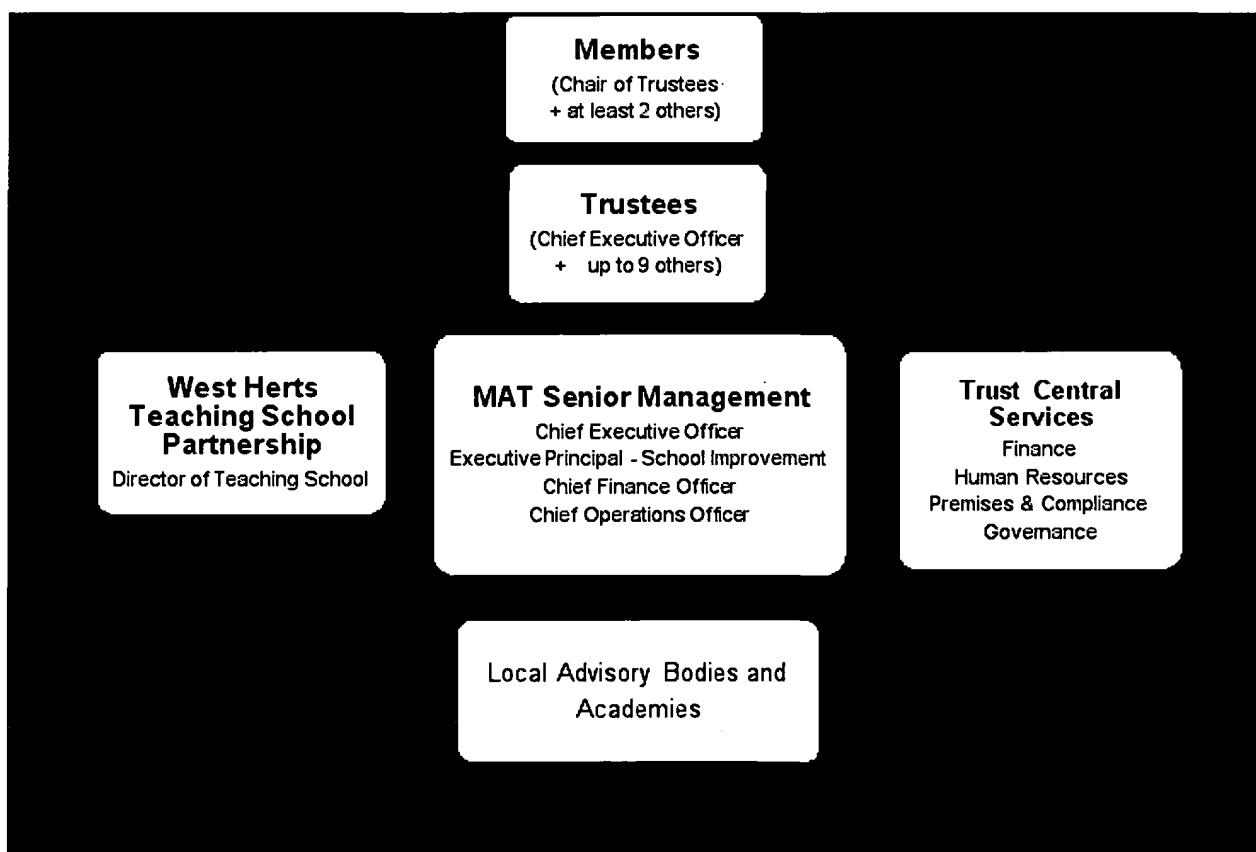 Members
(Chair of Trustees
+ at least 2 others)
Trustees
(Chief Executive Officer
+ up to 9 others)
West Herts
Teaching School
Partnership
Director of Teaching School
MAT Senior Management
Chief Executive Officer
Executive Principal - School Improvement
Chief Finance Officer
Chief Operations Officer
Trust Central
Services
Finance
Human Resources
Premises & Compliance
Governance
Local Advisory Bodies and
Academies